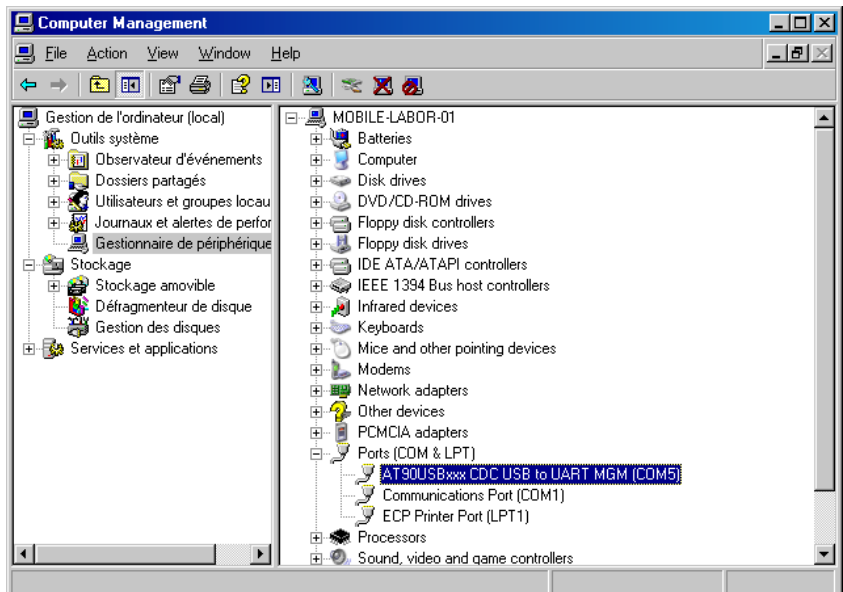 Computer Management
File Action View Window Help
Gestion de l'ordinateur (local)
Outils système
Observateur d'événements
Dossiers partagés
Utilisateurs et groupes locau
Journaux et alertes de perfor
Gestionnaire de périphérique
Stockage
Stockage amovible
Défragmenteur de disque
Gestion des disques
Services et applications
MOBILE-LABOR-01
Batteries
Computer
Disk drives
DVD/CD-ROM drives
Floppy disk controllers
Floppy disk drives
IDE ATA/ATAPI controllers
IEEE 1394 Bus host controllers
Infrared devices
Keyboards
Mice and other pointing devices
Modems
Network adapters
Other devices
PCMCIA adapters
Ports (COM & LPT)
AT90USBxxx CDC USB to UART MGM (COM5)
Communications Port (COM1)
ECP Printer Port (LPT1)
Processors
Sound, video and game controllers